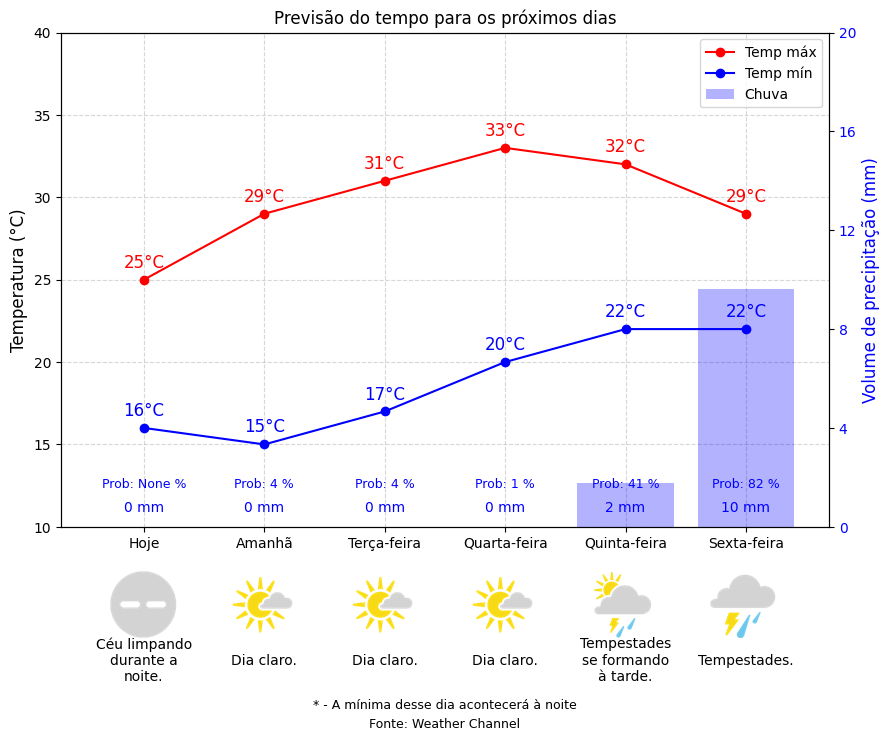 Previsão do tempo para os próximos dias
40
35
30
25
20
15
10
Temperatura (°C)
20
16
12
8
4
0
Volume de precipitação (mm)
Temp máx
Temp mín
Chuva
25°C
29°C
31°C
33°C
32°C
29°C
16°C
15°C
17°C
20°C
22°C
22°C
Prob: None %
Prob: 4 %
Prob: 4 %
Prob: 1 %
Prob: 41 %
Prob: 82 %
0 mm
0 mm
0 mm
0 mm
2 mm
10 mm
Hoje
Amanhã
Terça-feira
Quarta-feira
Quinta-feira
Sexta-feira
Céu limpando
durante a
noite.
Dia claro.
Dia claro.
Dia claro.
Tempestades
se formando
à tarde.
Tempestades.
* - A mínima desse dia acontecerá à noite
Fonte: Weather Channel